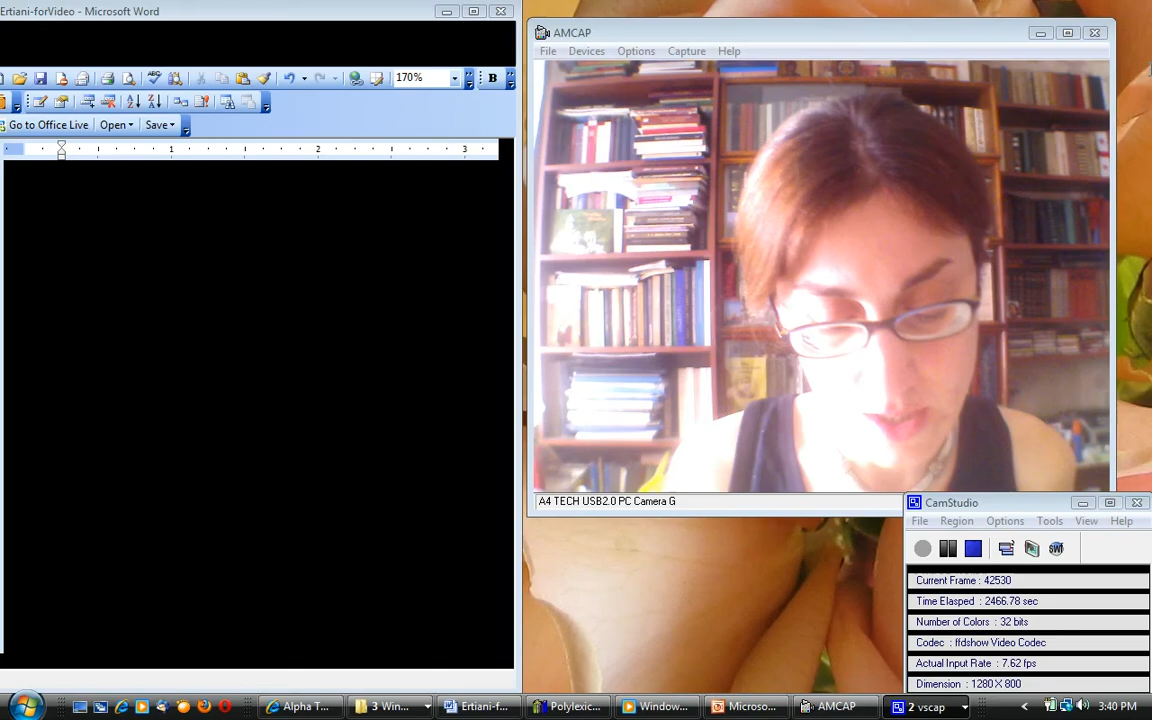 Ertiani-forVideo - Microsoft Word
170%
B
Go to Office Live Open Save
1 2 3
AMCAP
File Devices Options Capture Help
A4 TECH USB2.0 PC Camera G
CamStudio
File Region Options Tools View Help
Current Frame : 42530
Time Elasped : 2466.78 sec
Number of Colors : 32 bits
Codec : ffdshow Video Codec
Actual Input Rate : 7.62 fps
Dimension : 1280 X 800
Alpha T... 3 Win... Ertiani-f... Polylexic... Window... Microso... AMCAP 2 vscap 3:40 PM